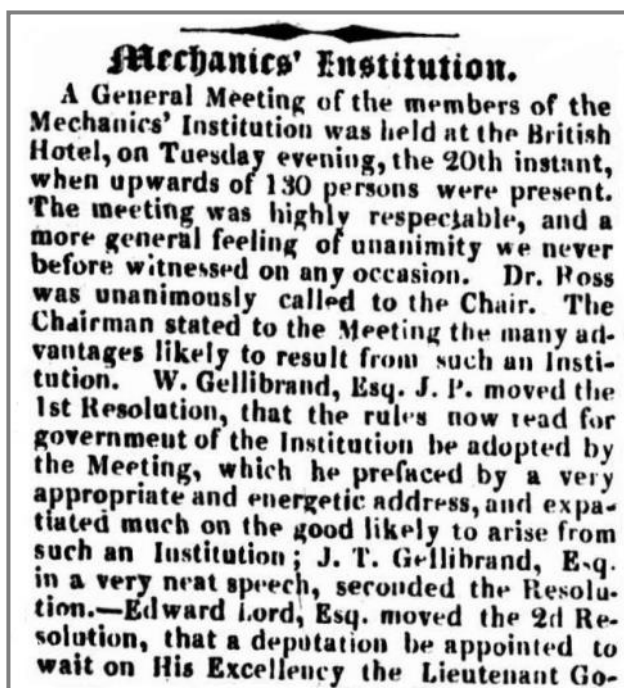 Mechanics' Institution.
A General Meeting of the members of the
Mechanics' Institution was held at the British
Hotel, on Tuesday evening, the 20th instant,
when upwards of 130 persons were present.
The meeting was highly respectable, and a
more general feeling of unanimity we never
before witnessed on any occasion. Dr. Ross
was unanimously called to the Chair. The
Chairman stated to the Meeting the many ad-
vantages likely to result from such an Insti-
tution. W. Gellibrand, Esq. J. P. moved the
1st Resolution, that the rules now read for
government of the Institution be adopted by
the Meeting, which he prefaced by a very
appropriate and energetic address, and expa-
tiated much on the good likely to arise from
such an Institution; J. T. Gellibrand, Esq.
in a very neat speech, seconded the Resolu-
tion.—Edward Lord, Esq. moved the 2d Re-
solution, that a deputation be appointed to
wait on His Excellency the Lieutenant Go-